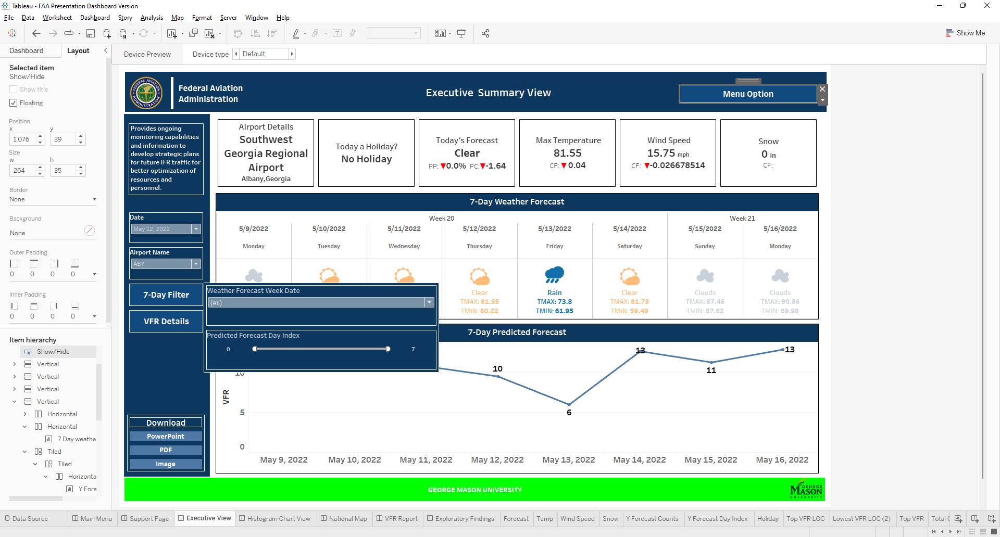 Tableau - FAA Presentation Dashboard Version
File Data Worksheet Dashboard Story Analysis Map Format Server Window Help
Show Me
Dashboard Layout
Device Preview Device type Default
Selected item
Show/Hide
Show title
Floating
Position
x y
1,076 39
Size
w h
264 35
Border
None
Background
None
Outer Padding
0 0 0 0
Inner Padding
0 0 0 0
Item hierarchy
Show/Hide
Vertical
Vertical
Vertical
Vertical
Horizontal
Horizontal
7 Day weathe
Tiled
Tiled
Horizonta
Y Fore
FEDERAL AVIATION ADMINISTRATION
Federal Aviation
Administration
Executive Summary View
Menu Option
Provides ongoing
monitoring capabilities
and information to
develop strategic plans
for future IFR traffic for
better optimization of
resources and
personnel.
Date
May 12, 2022
Airport Name
ABY
7-Day Filter
VFR Details
Download
PowerPoint
PDF
Image
Airport Details
Southwest
Georgia Regional
Airport
Albany,Georgia
Today a Holiday?
No Holiday
Today's Forecast
Clear
PP: ▼0.0% PC:▼-1.64
Max Temperature
81.55
CF: ▼ 0.04
Wind Speed
15.75 mph
CF: ▼-0.026678514
Snow
0 in
CF:
7-Day Weather Forecast
Week 20 Week 21
5/9/2022 5/10/2022 5/11/2022 5/12/2022 5/13/2022 5/14/2022 5/15/2022 5/16/2022
Monday Tuesday Wednesday Thursday Friday Saturday Sunday Monday
Clear Rain Clear Clouds Clouds
TMAX: 81.55 TMAX: 73.8 TMAX: 81.73 TMAX: 87.46 TMAX: 90.86
TMIN: 60.22 TMIN: 61.95 TMIN: 59.49 TMIN: 67.82 TMIN: 69.98
Weather Forecast Week Date
(All)
Predicted Forecast Day Index
0 7
7-Day Predicted Forecast
13 13
10 11
6
VFR
10
5
0
May 9, 2022 May 10, 2022 May 11, 2022 May 12, 2022 May 13, 2022 May 14, 2022 May 15, 2022 May 16, 2022
GEORGE MASON UNIVERSITY
GEORGE
MASON
UNIVERSITY
Data Source Main Menu Support Page Executive View Histogram Chart View National Map VFR Report Exploratory Findings Forecast Temp Wind Speed Snow Y Forecast Counts Y Forecast Day Index Holiday Top VFR LOC Lowest VFR LOC (2) Top VFR Total